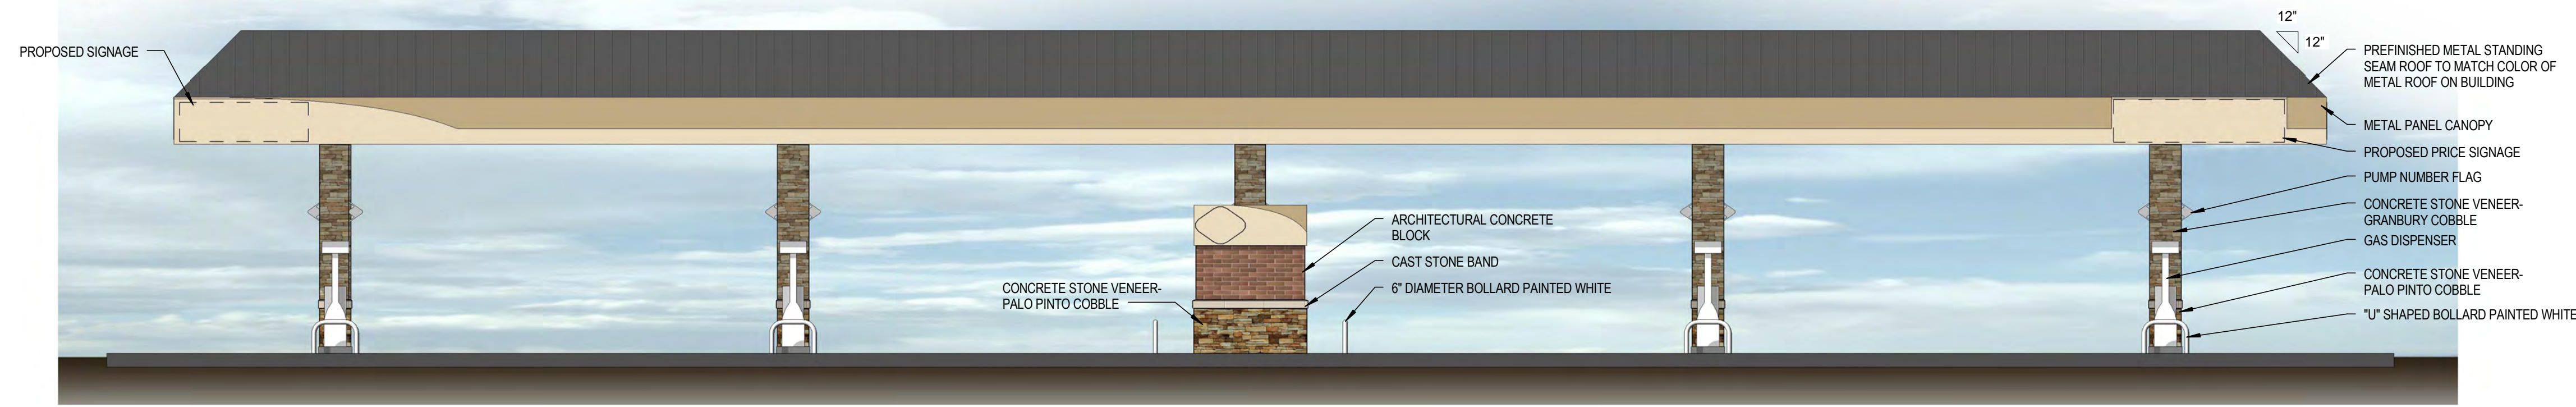 PROPOSED SIGNAGE
12"
12"
PREFINISHED METAL STANDING
SEAM ROOF TO MATCH COLOR OF
METAL ROOF ON BUILDING
METAL PANEL CANOPY
PROPOSED PRICE SIGNAGE
PUMP NUMBER FLAG
CONCRETE STONE VENEER-
GRANBURY COBBLE
GAS DISPENSER
CONCRETE STONE VENEER-
PALO PINTO COBBLE
"U" SHAPED BOLLARD PAINTED WHITE
ARCHITECTURAL CONCRETE
BLOCK
CAST STONE BAND
6" DIAMETER BOLLARD PAINTED WHITE
CONCRETE STONE VENEER-
PALO PINTO COBBLE